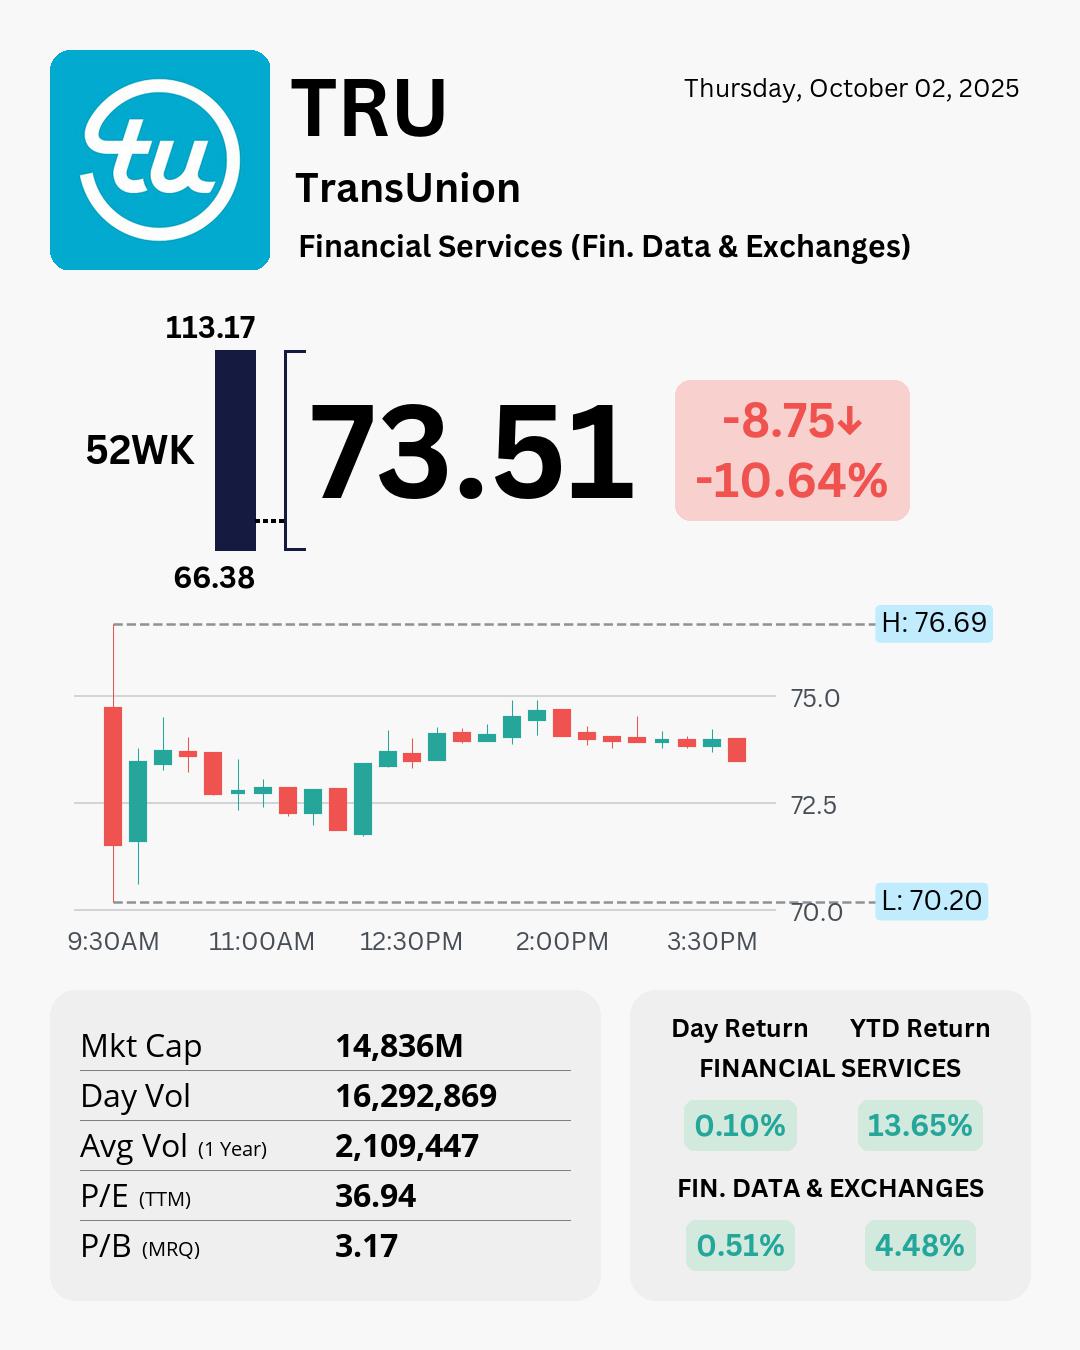 tu
TRU
Thursday, October 02, 2025
TransUnion
Financial Services (Fin. Data & Exchanges)
113.17
52WK
66.38
73.51
-8.75↓
-10.64%
H: 76.69
75.0
72.5
70.0
L: 70.20
9:30AM 11:00AM 12:30PM 2:00PM 3:30PM
Mkt Cap 14,836M
Day Vol 16,292,869
Avg Vol (1 Year) 2,109,447
P/E (TTM) 36.94
P/B (MRQ) 3.17
Day Return YTD Return
FINANCIAL SERVICES
0.10% 13.65%
FIN. DATA & EXCHANGES
0.51% 4.48%